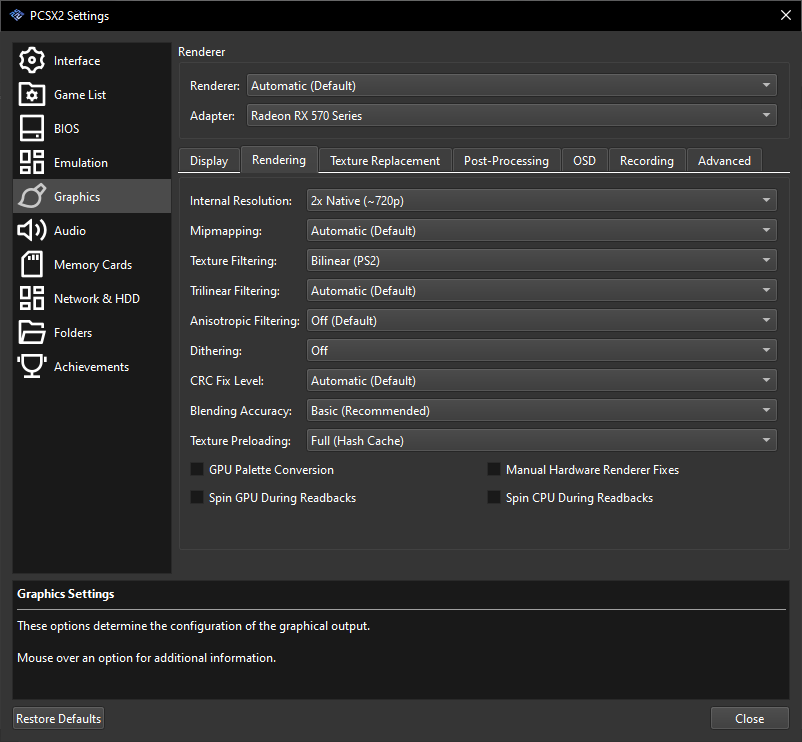 PCSX2 Settings
Interface
Game List
BIOS
Emulation
Graphics
Audio
Memory Cards
Network & HDD
Folders
Achievements
Renderer
Renderer: Automatic (Default)
Adapter: Radeon RX 570 Series
Display Rendering Texture Replacement Post-Processing OSD Recording Advanced
Internal Resolution: 2x Native (~720p)
Mipmapping: Automatic (Default)
Texture Filtering: Bilinear (PS2)
Trilinear Filtering: Automatic (Default)
Anisotropic Filtering: Off (Default)
Dithering: Off
CRC Fix Level: Automatic (Default)
Blending Accuracy: Basic (Recommended)
Texture Preloading: Full (Hash Cache)
GPU Palette Conversion Manual Hardware Renderer Fixes
Spin GPU During Readbacks Spin CPU During Readbacks
Graphics Settings
These options determine the configuration of the graphical output.
Mouse over an option for additional information.
Restore Defaults Close